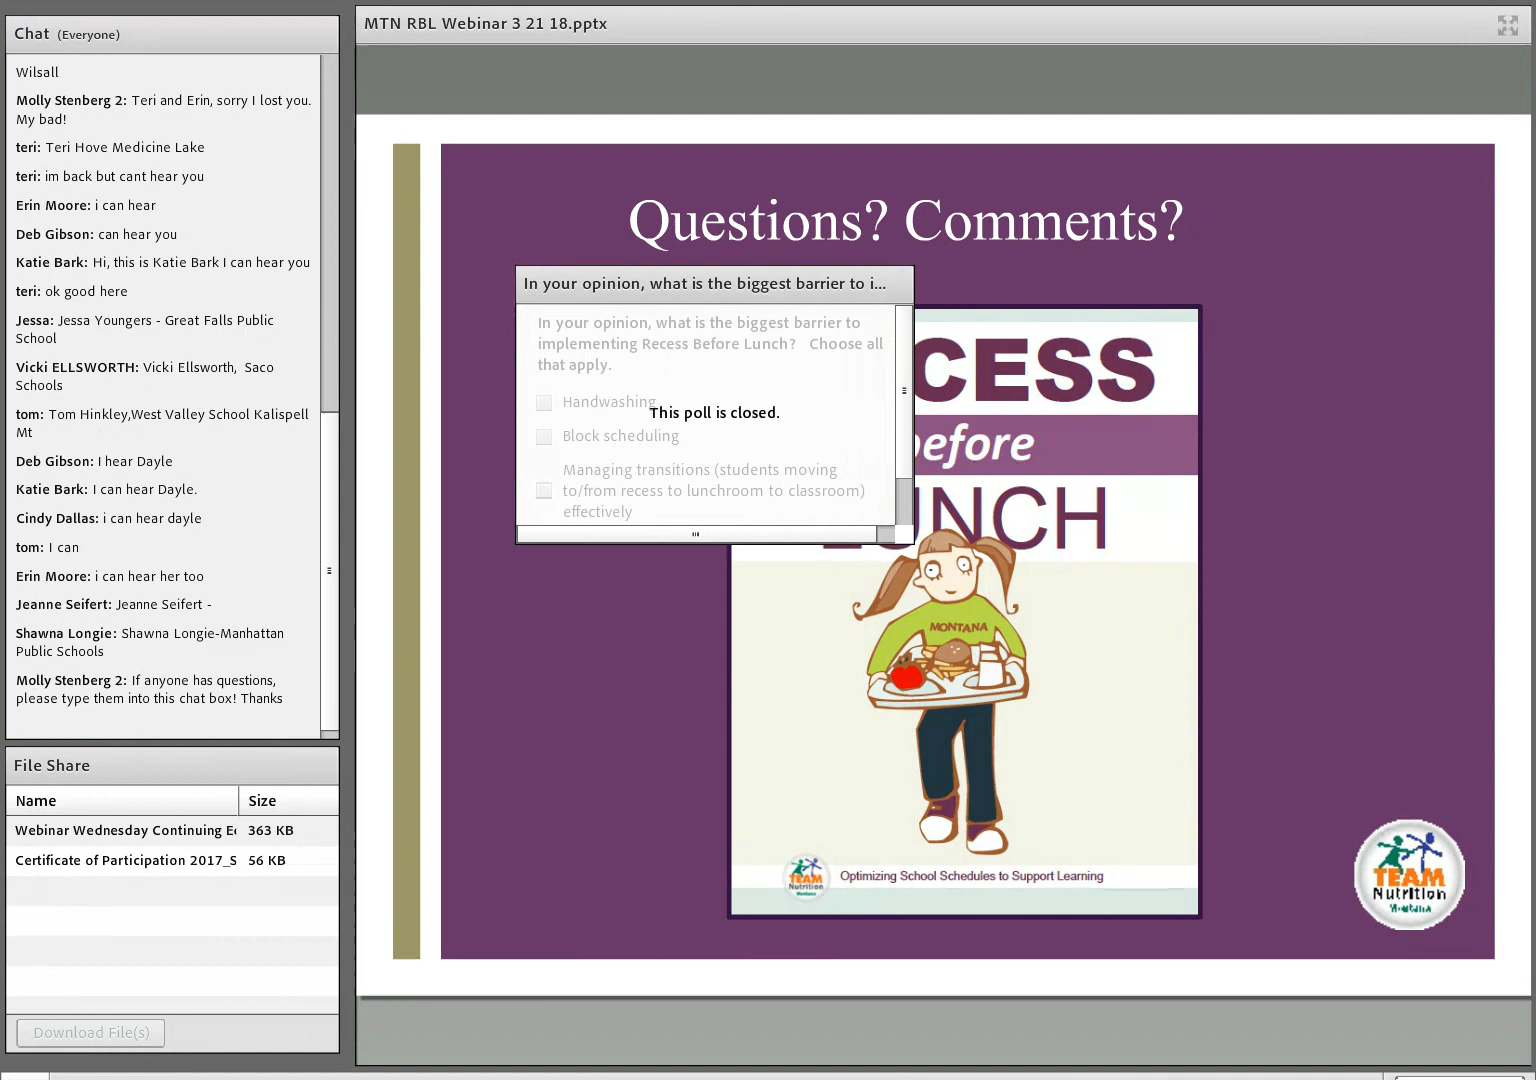 Chat (Everyone)
Wilsall
Molly Stenberg 2: Teri and Erin, sorry I lost you.
My bad!
teri: Teri Hove Medicine Lake
teri: im back but cant hear you
Erin Moore: i can hear
Deb Gibson: can hear you
Katie Bark: Hi, this is Katie Bark I can hear you
teri: ok good here
Jessa: Jessa Youngers - Great Falls Public
School
Vicki ELLSWORTH: Vicki Ellsworth, Saco
Schools
tom: Tom Hinkley,West Valley School Kalispell
Mt
Deb Gibson: I hear Dayle
Katie Bark: I can hear Dayle.
Cindy Dallas: i can hear dayle
tom: I can
Erin Moore: i can hear her too
Jeanne Seifert: Jeanne Seifert -
Shawna Longie: Shawna Longie-Manhattan
Public Schools
Molly Stenberg 2: If anyone has questions,
please type them into this chat box! Thanks
File Share
Name Size
Webinar Wednesday Continuing Ec 363 KB
Certificate of Participation 2017_S 56 KB
Download File(s)
MTN RBL Webinar 3 21 18.pptx
Questions? Comments?
In your opinion, what is the biggest barrier to i...
In your opinion, what is the biggest barrier to
implementing Recess Before Lunch? Choose all
that apply.
Handwashing
This poll is closed.
Block scheduling
Managing transitions (students moving
to/from recess to lunchroom to classroom)
effectively
CESS
before
LUNCH
MONTANA
TEAM
Nutrition
Montana
Optimizing School Schedules to Support Learning
TEAM
Nutrition
Montana